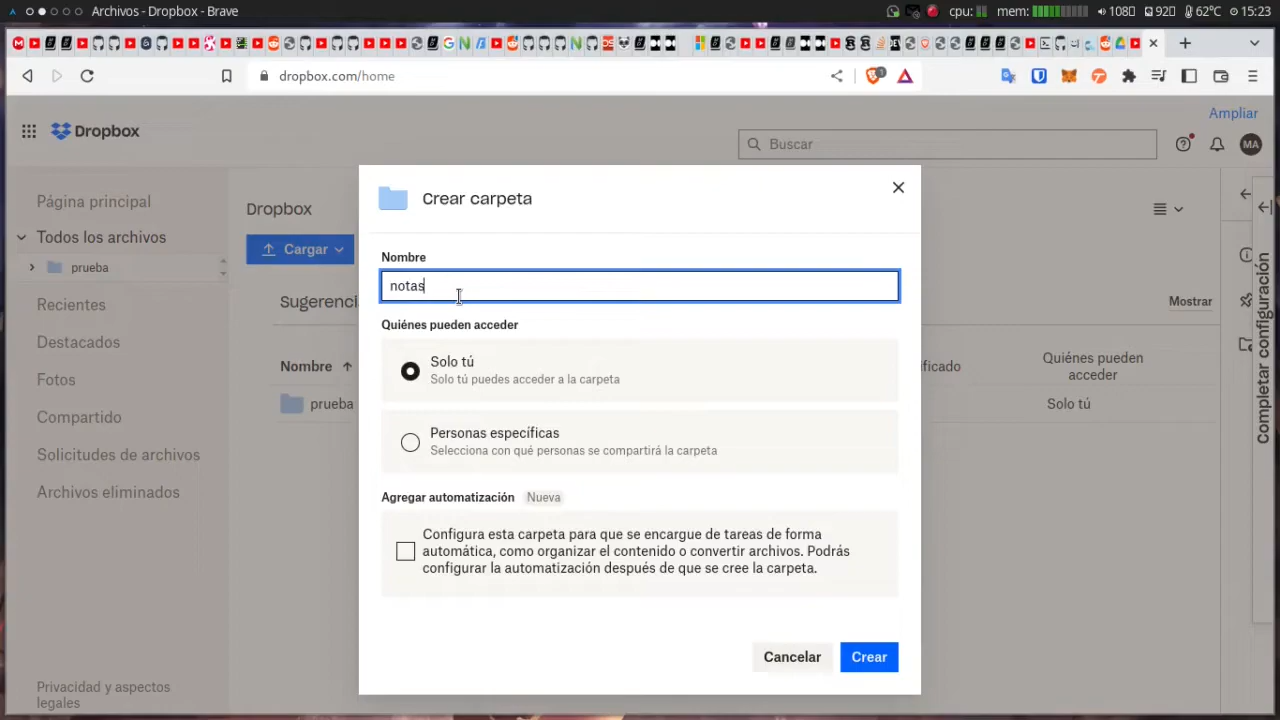 Archivos - Dropbox - Brave
cpu:
mem:
108
92
62°C
15:23
dropbox.com/home
Ampliar
Dropbox
Buscar
MA
Página principal
Todos los archivos
prueba
Recientes
Destacados
Fotos
Compartido
Solicitudes de archivos
Archivos eliminados
Privacidad y aspectos
legales
Dropbox
Cargar
Mostrar
Nombre
Quiénes pueden
acceder
prueba
Solo tú
Completar configuración
Crear carpeta
Nombre
notas
Quiénes pueden acceder
Solo tú
Solo tú puedes acceder a la carpeta
Personas específicas
Selecciona con qué personas se compartirá la carpeta
Agregar automatización Nueva
Configura esta carpeta para que se encargue de tareas de forma
automática, como organizar el contenido o convertir archivos. Podrás
configurar la automatización después de que se cree la carpeta.
Cancelar
Crear